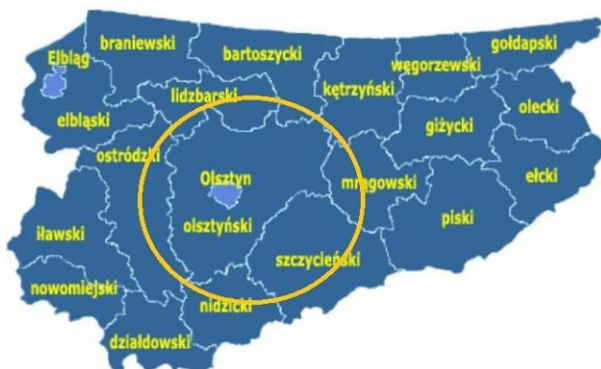 gołdapski
braniewski
bartoszycki
węgorzewski
Elbląg
kętrzyński
lidzbarski
olecki
elbląski
giżycki
ostródzki
Olsztyn
mrągowski
ełcki
piski
olsztyński
iławski
szczycieński
nowomiejski
nidzicki
działdowski